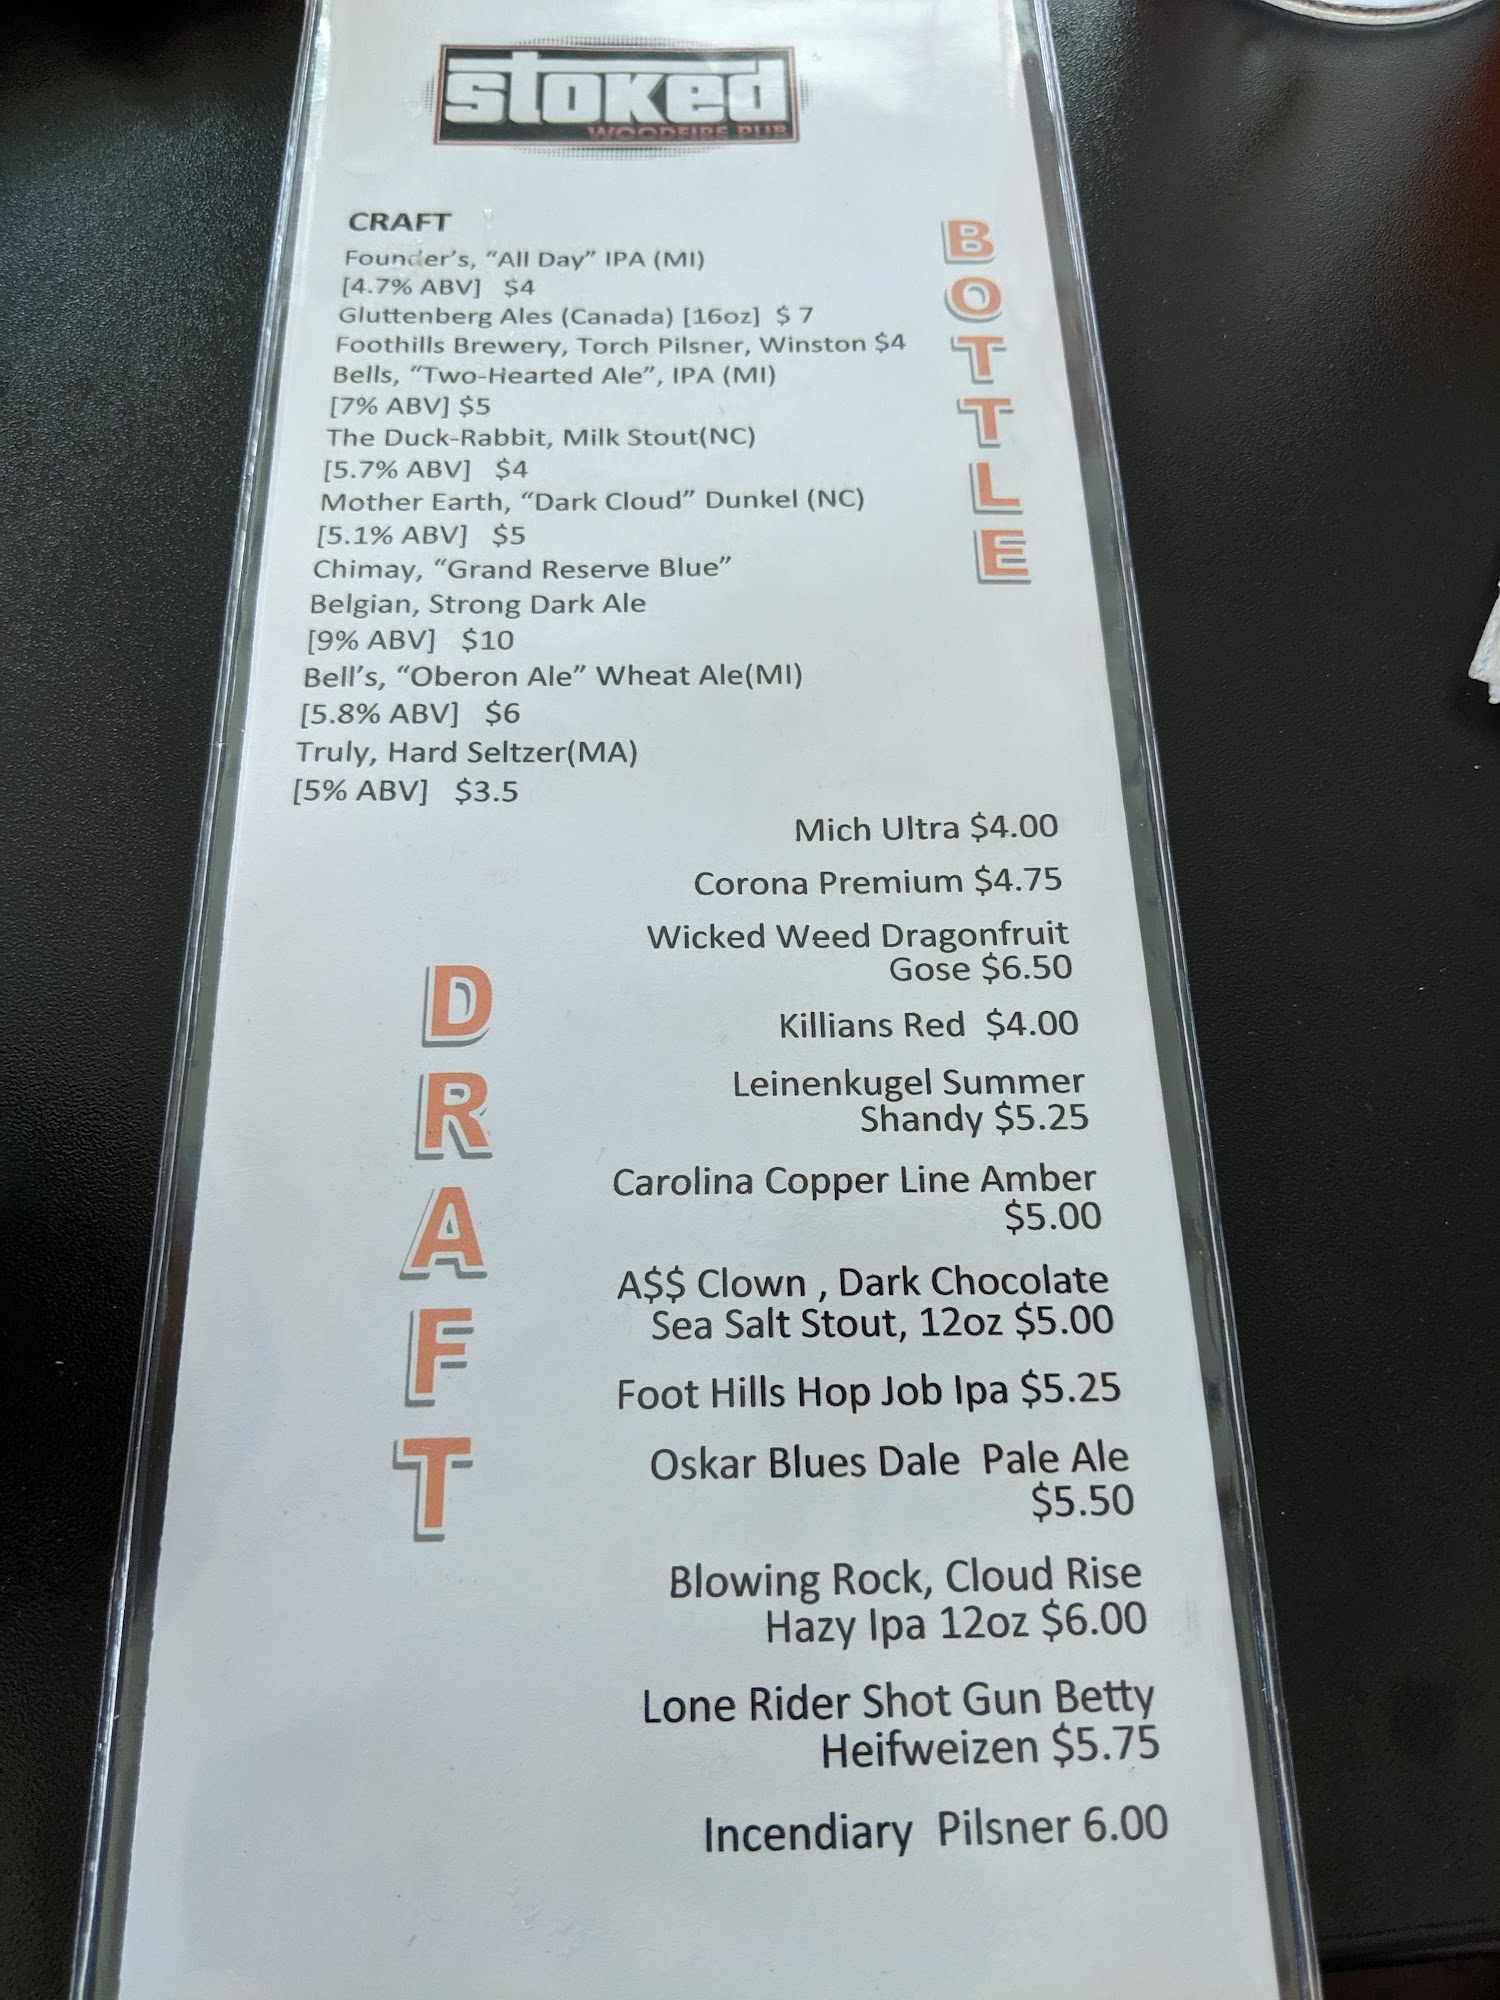 stoked
WOODFIRE PUB
CRAFT
Founder's, "All Day" IPA (MI)
[4.7% ABV] $4
Gluttenberg Ales (Canada) [16oz] $ 7
Foothills Brewery, Torch Pilsner, Winston $4
Bells, "Two-Hearted Ale", IPA (MI)
[7% ABV] $5
The Duck-Rabbit, Milk Stout(NC)
[5.7% ABV] $4
Mother Earth, "Dark Cloud" Dunkel (NC)
[5.1% ABV] $5
Chimay, "Grand Reserve Blue"
Belgian, Strong Dark Ale
[9% ABV] $10
Bell's, "Oberon Ale" Wheat Ale(MI)
[5.8% ABV] $6
Truly, Hard Seltzer(MA)
[5% ABV] $3.5
BOTTLE
Mich Ultra $4.00
Corona Premium $4.75
Wicked Weed Dragonfruit
Gose $6.50
Killians Red $4.00
Leinenkugel Summer
Shandy $5.25
Carolina Copper Line Amber
$5.00
A$$ Clown , Dark Chocolate
Sea Salt Stout, 12oz $5.00
Foot Hills Hop Job Ipa $5.25
Oskar Blues Dale Pale Ale
$5.50
Blowing Rock, Cloud Rise
Hazy Ipa 12oz $6.00
Lone Rider Shot Gun Betty
Heifweizen $5.75
Incendiary Pilsner 6.00
DRAFT